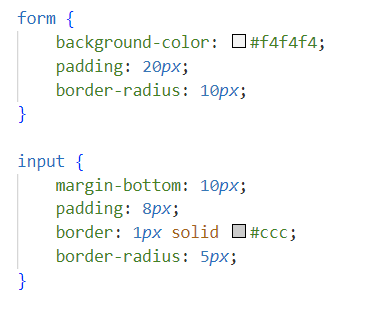 form {
    background-color: #f4f4f4;
    padding: 20px;
    border-radius: 10px;
}

input {
    margin-bottom: 10px;
    padding: 8px;
    border: 1px solid #ccc;
    border-radius: 5px;
}